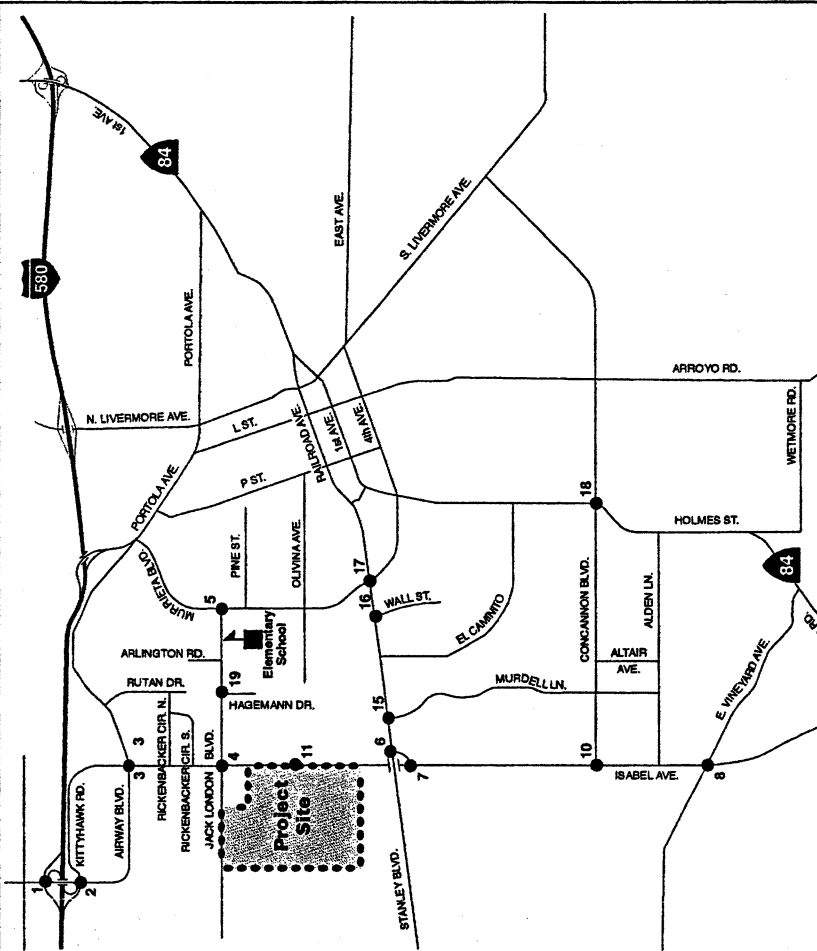 1st AVE.
84
580
PORTOLA AVE.
EAST AVE.
S. LIVERMORE AVE.
N. LIVERMORE AVE.
L ST.
RAILROAD AVE.
1st AVE.
4th AVE.
ARROYO RD.
WETMORE RD.
PORTOLA AVE.
P ST.
MURRIETA BLVD.
PINE ST.
OLIVINA AVE.
18
HOLMES ST.
5
17
16
WALL ST.
EL CAMINITO
CONCANNON BLVD.
ALDEN LN.
84
RD.
Elementary
School
ARLINGTON RD.
19
HAGEMANN DR.
RUTAN DR.
ALTAIR
AVE.
MURDELL LN.
E. VINEYARD AVE.
15
3
3
RICKENBACKER CIR. N.
RICKENBACKER CIR. S.
JACK LONDON BLVD.
4
11
6
7
10
ISABEL AVE.
8
KITTYHAWK RD.
AIRWAY BLVD.
Project
Site
STANLEY BLVD.
1
2